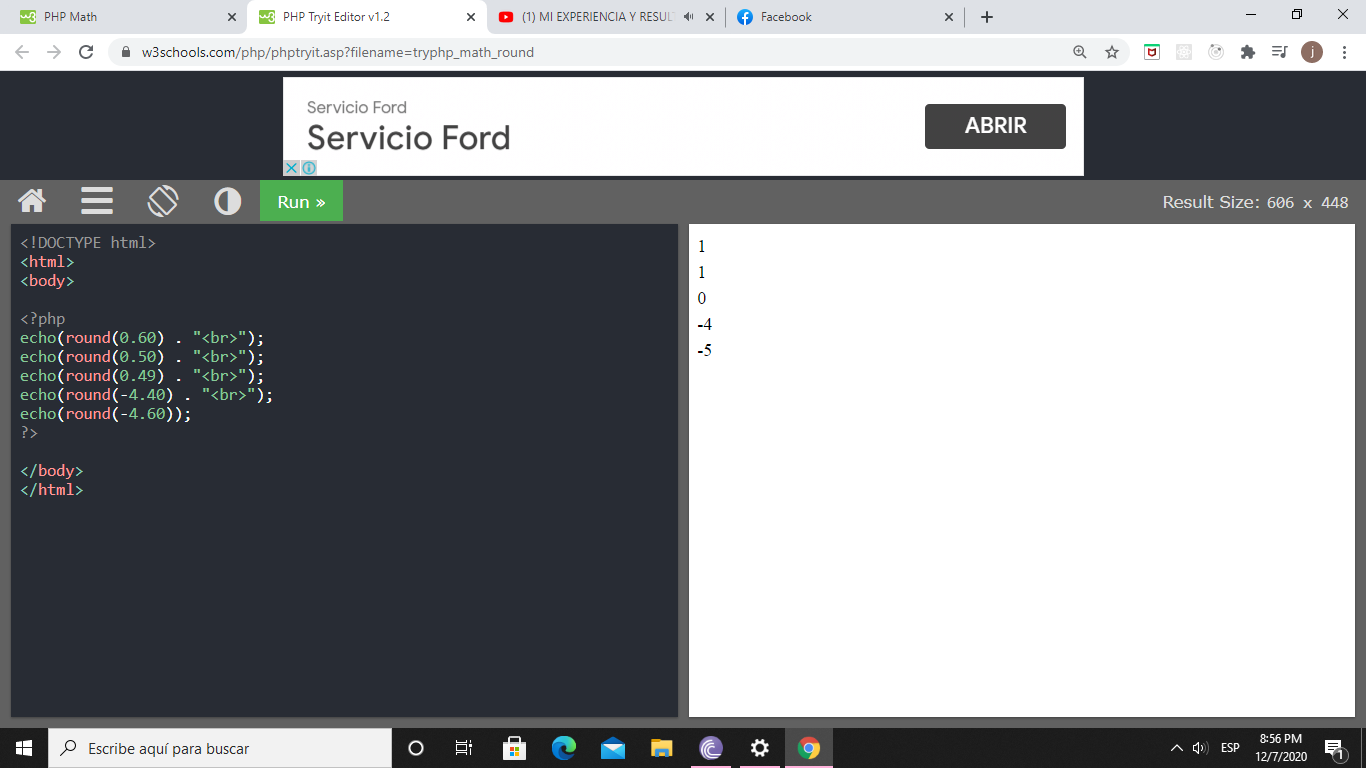 PHP Math
PHP Tryit Editor v1.2
(1) MI EXPERIENCIA Y RESUL
Facebook
w3schools.com/php/phptryit.asp?filename=tryphp_math_round
j
Servicio Ford
Servicio Ford
ABRIR
Run »
Result Size: 606 x 448
<!DOCTYPE html>
<html>
<body>
<?php
echo(round(0.60) . "<br>");
echo(round(0.50) . "<br>");
echo(round(0.49) . "<br>");
echo(round(-4.40) . "<br>");
echo(round(-4.60));
?>
</body>
</html>
1
1
0
-4
-5
Escribe aquí para buscar
ESP
8:56 PM
12/7/2020
1